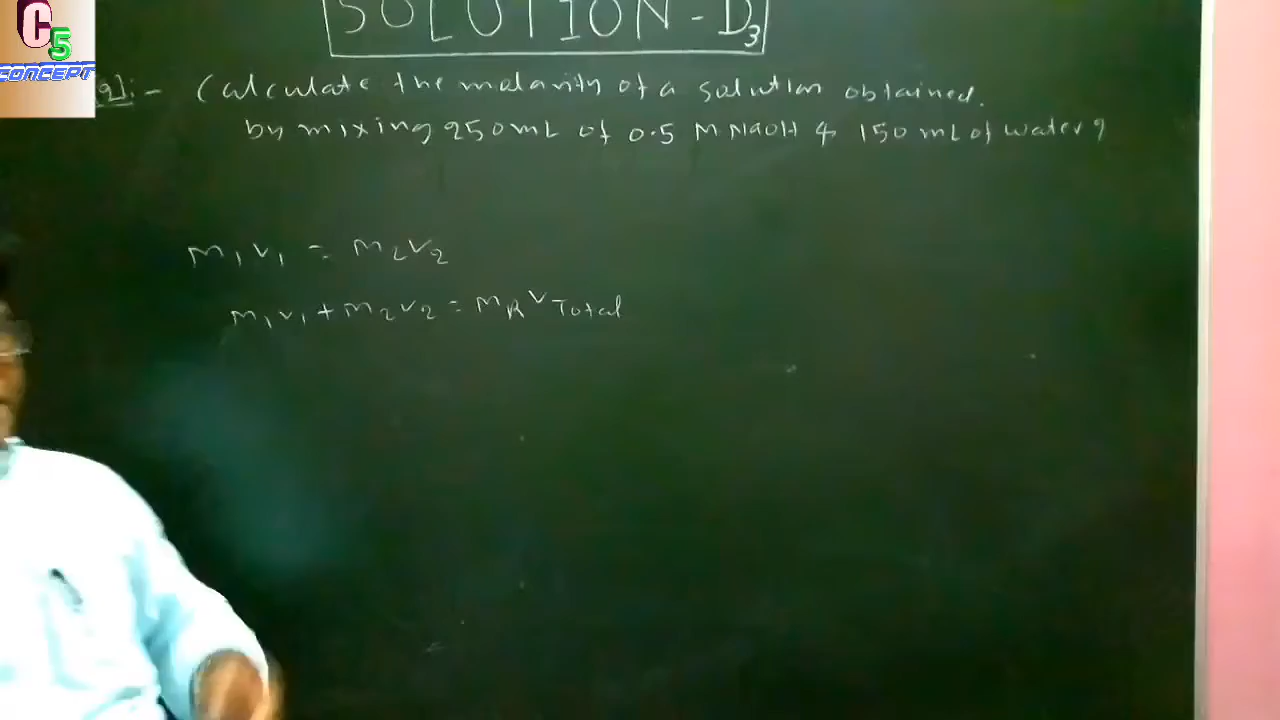 C5
CONCEPT
SOLUTION-D3
Q]:- Calculate the molarity of a solution obtained.
by mixing 250 mL of 0.5 M NaOH & 150 mL of water?
M1V1 = M2V2
M1V1 + M2V2 = MR VTotal